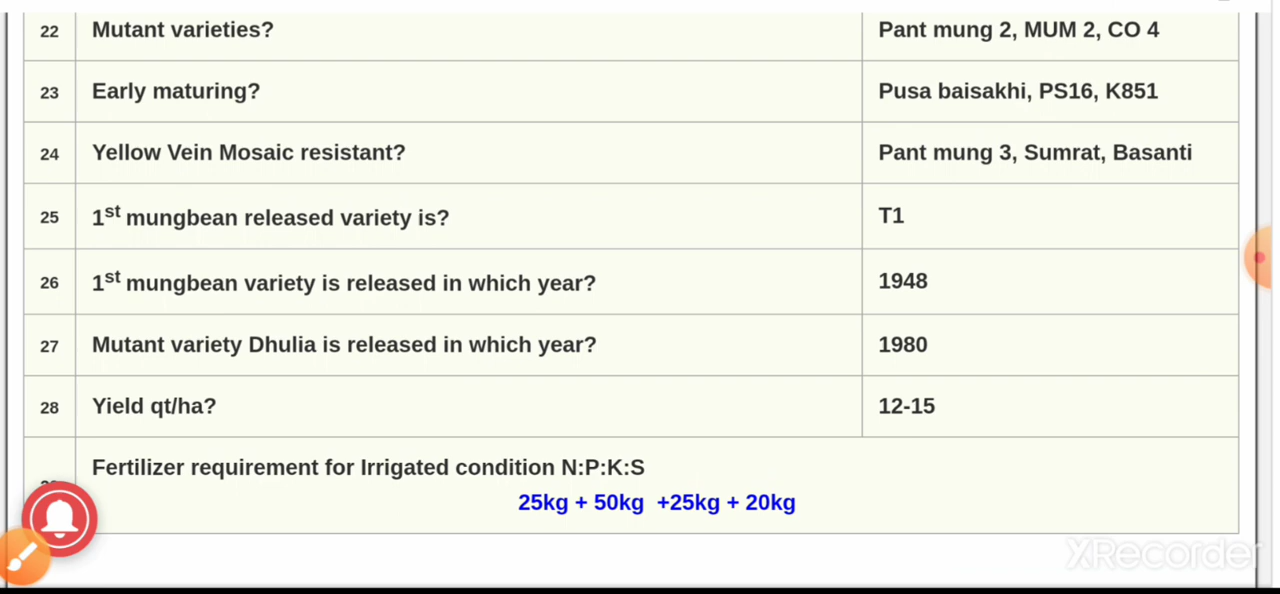 22 Mutant varieties? Pant mung 2, MUM 2, CO 4
23 Early maturing? Pusa baisakhi, PS16, K851
24 Yellow Vein Mosaic resistant? Pant mung 3, Sumrat, Basanti
25 1st mungbean released variety is? T1
26 1st mungbean variety is released in which year? 1948
27 Mutant variety Dhulia is released in which year? 1980
28 Yield qt/ha? 12-15
Fertilizer requirement for Irrigated condition N:P:K:S
25kg + 50kg +25kg + 20kg
XRecorder